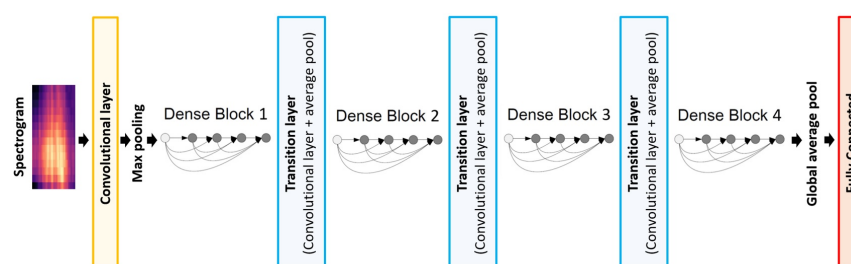 Spectrogram
Convolutional layer
Max pooling
Dense Block 1
Transition layer
(Convolutional layer + average pool)
Dense Block 2
Transition layer
(Convolutional layer + average pool)
Dense Block 3
Transition layer
(Convolutional layer + average pool)
Dense Block 4
Global average pool
Fully Connected